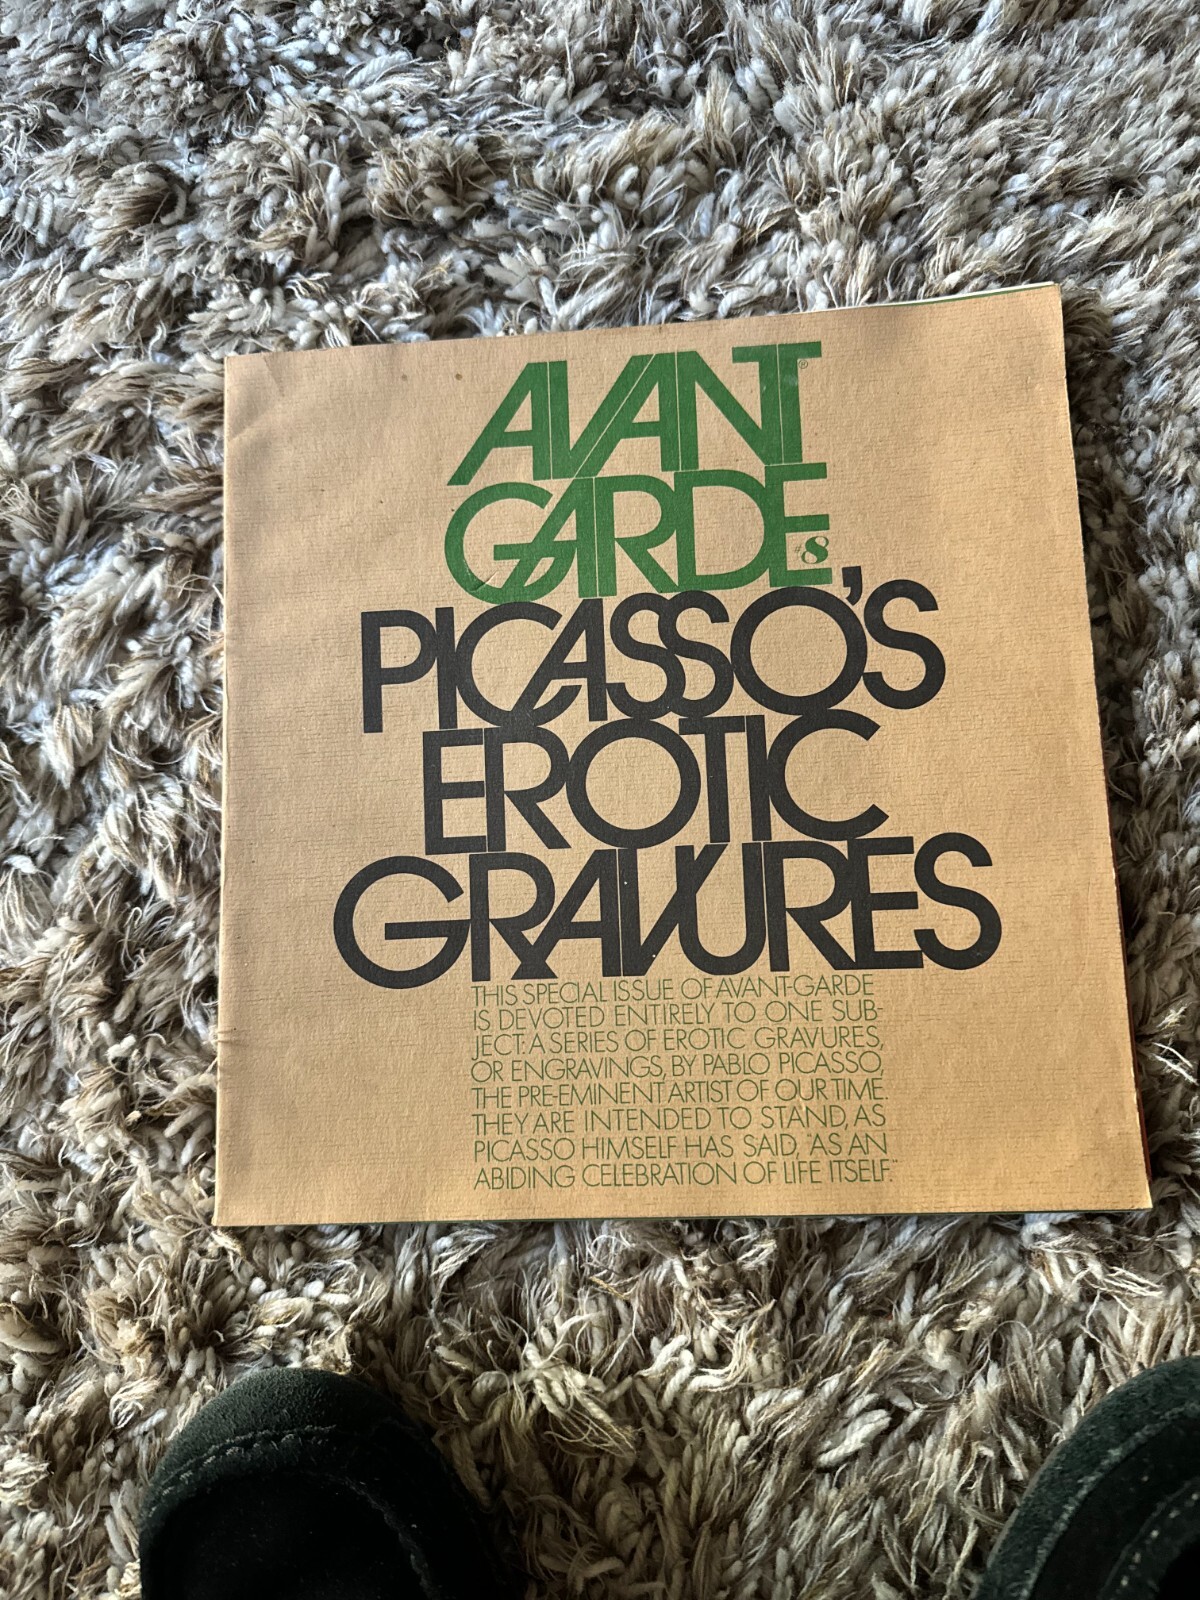 AVANT®
GARDE #8
PICASSO'S
EROTIC
GRAVURES
THIS SPECIAL ISSUE OF AVANT-GARDE
IS DEVOTED ENTIRELY TO ONE SUB-
JECT: A SERIES OF EROTIC GRAVURES,
OR ENGRAVINGS, BY PABLO PICASSO,
THE PRE-EMINENT ARTIST OF OUR TIME.
THEY ARE INTENDED TO STAND, AS
PICASSO HIMSELF HAS SAID, "AS AN
ABIDING CELEBRATION OF LIFE ITSELF."